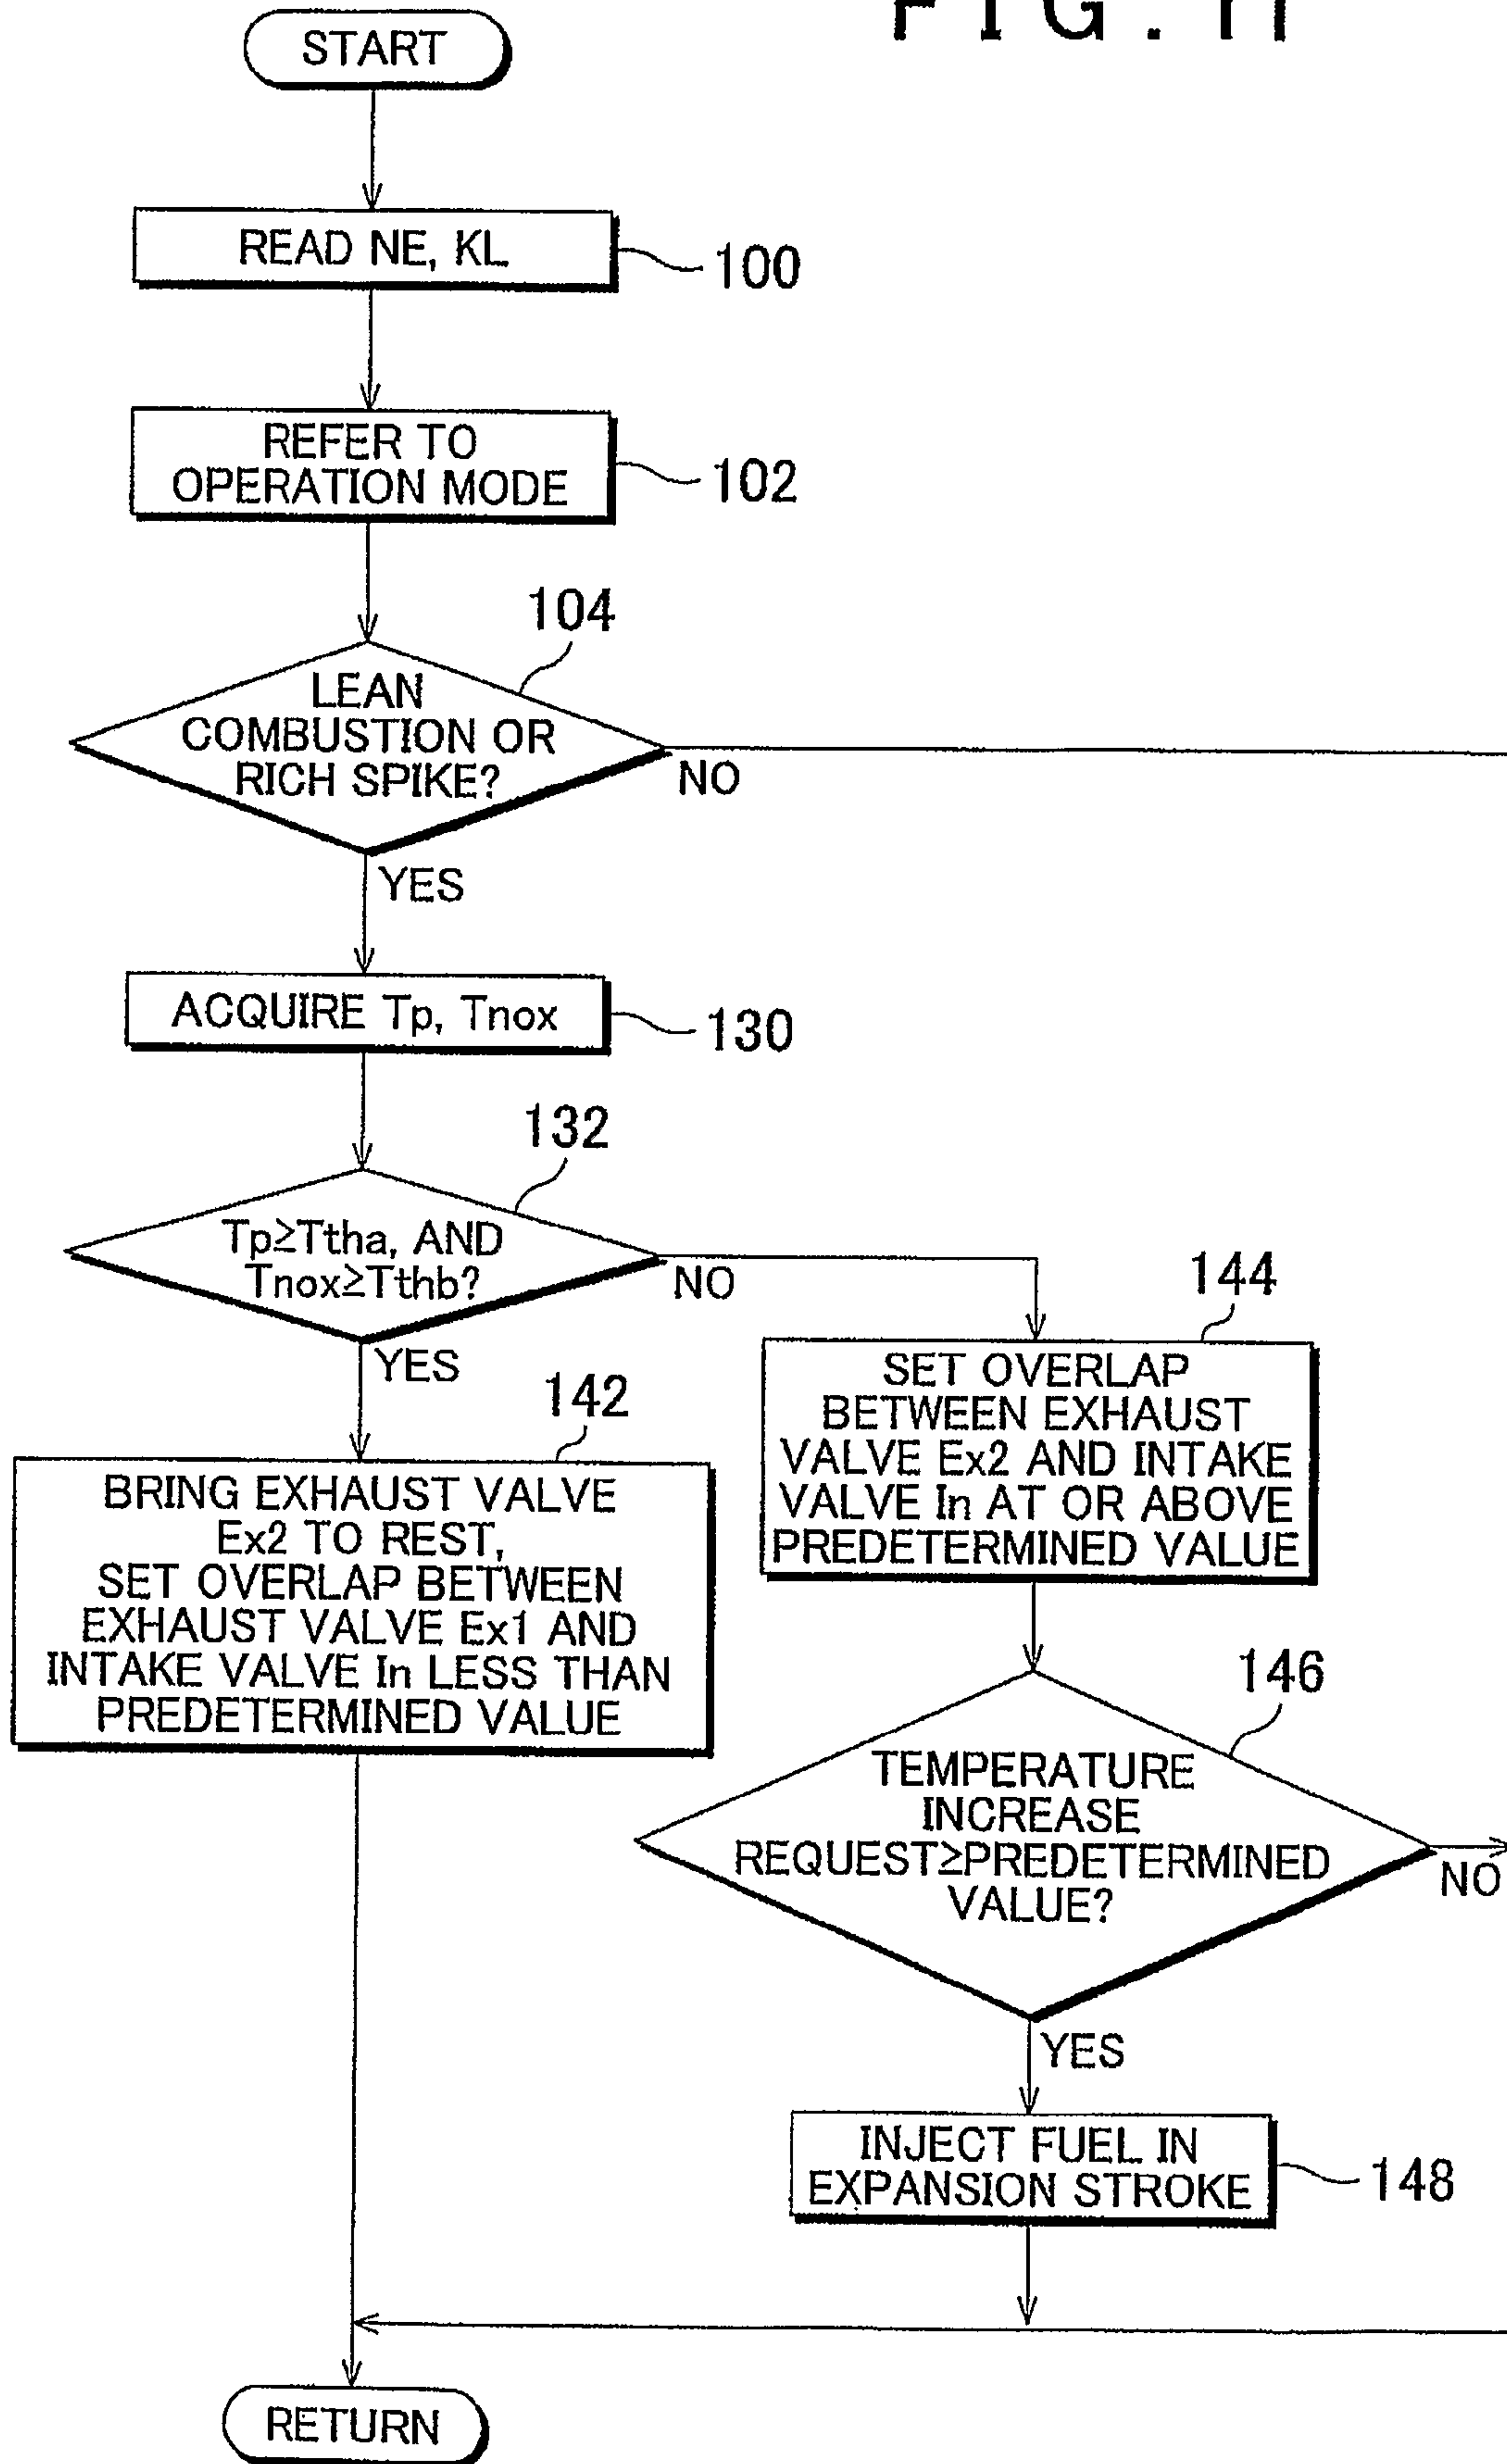 FIG.
START
READ NE, KL
100
REFER TO
OPERATION MODE
102
104
LEAN
COMBUSTION OR
RICH SPIKE?
NO
YES
ACQUIRE Tp, Tnox
130
132
Tp≥Ttha, AND
Tnox≥Tthb?
NO
YES
142
BRING EXHAUST VALVE
Ex2 TO REST,
SET OVERLAP BETWEEN
EXHAUST VALVE Ex1 AND
INTAKE VALVE In LESS THAN
PREDETERMINED VALUE
144
SET OVERLAP
BETWEEN EXHAUST
VALVE Ex2 AND INTAKE
VALVE In AT OR ABOVE
PREDETERMINED VALUE
146
TEMPERATURE
INCREASE
REQUEST≥PREDETERMINED
VALUE?
NO
YES
INJECT FUEL IN
EXPANSION STROKE
148
RETURN